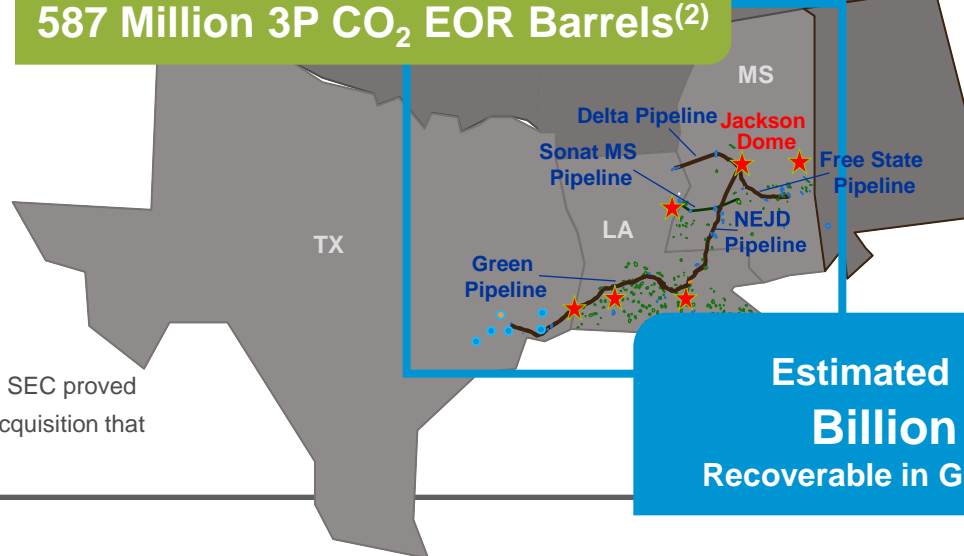 587 Million 3P CO₂ EOR Barrels⁽²⁾
MS
Delta Pipeline
Jackson
Dome
Sonat MS
Pipeline
Free State
Pipeline
LA
NEJD
Pipeline
TX
Green
Pipeline
SEC proved
cquisition that
Estimated
Billion
Recoverable in G